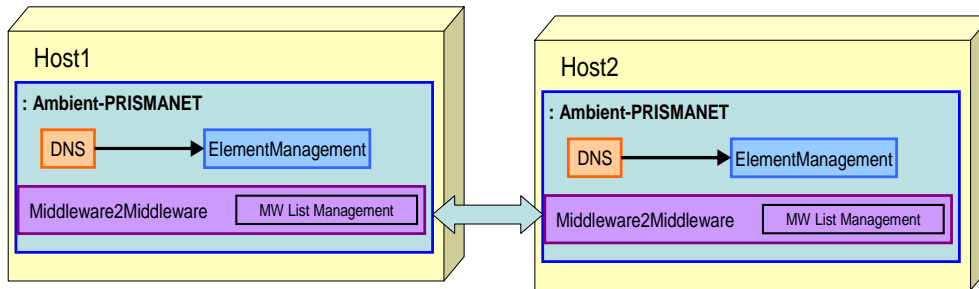 Host1
: Ambient-PRISMANET
DNS
ElementManagement
Middleware2Middleware
MW List Management
Host2
: Ambient-PRISMANET
DNS
ElementManagement
Middleware2Middleware
MW List Management